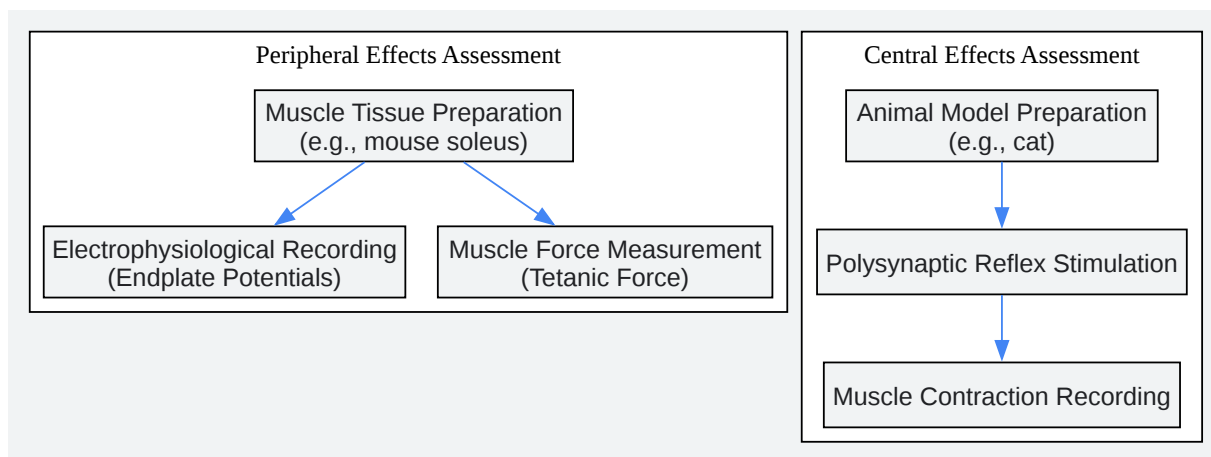 Peripheral Effects Assessment
Muscle Tissue Preparation
(e.g., mouse soleus)
Electrophysiological Recording
(Endplate Potentials)
Muscle Force Measurement
(Tetanic Force)
Central Effects Assessment
Animal Model Preparation
(e.g., cat)
Polysynaptic Reflex Stimulation
Muscle Contraction Recording